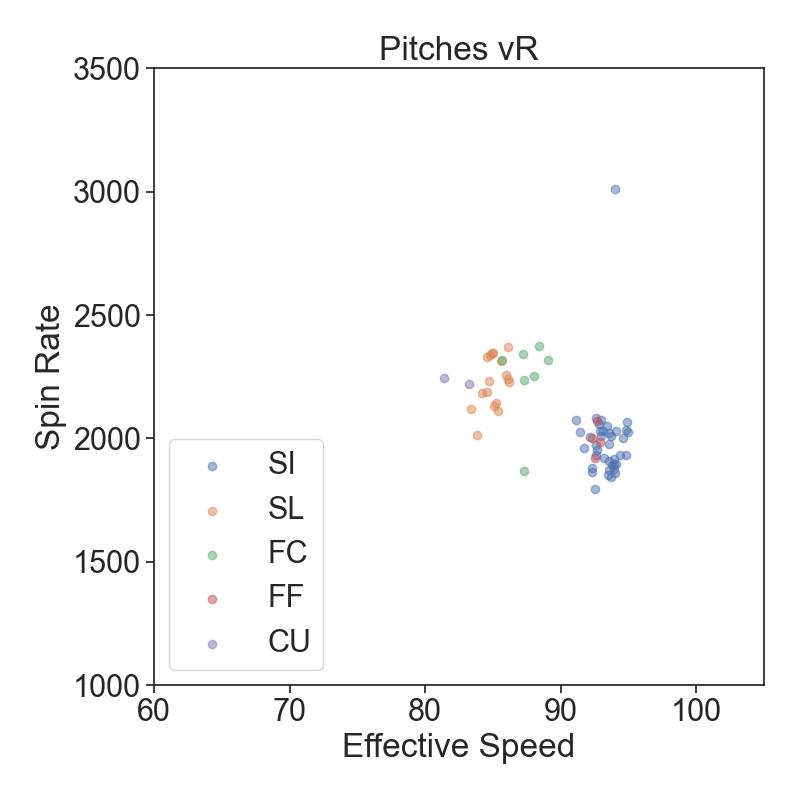 Pitches vR
3500
3000
2500
2000
1500
1000
Spin Rate
SI
SL
FC
FF
CU
60 70 80 90 100
Effective Speed